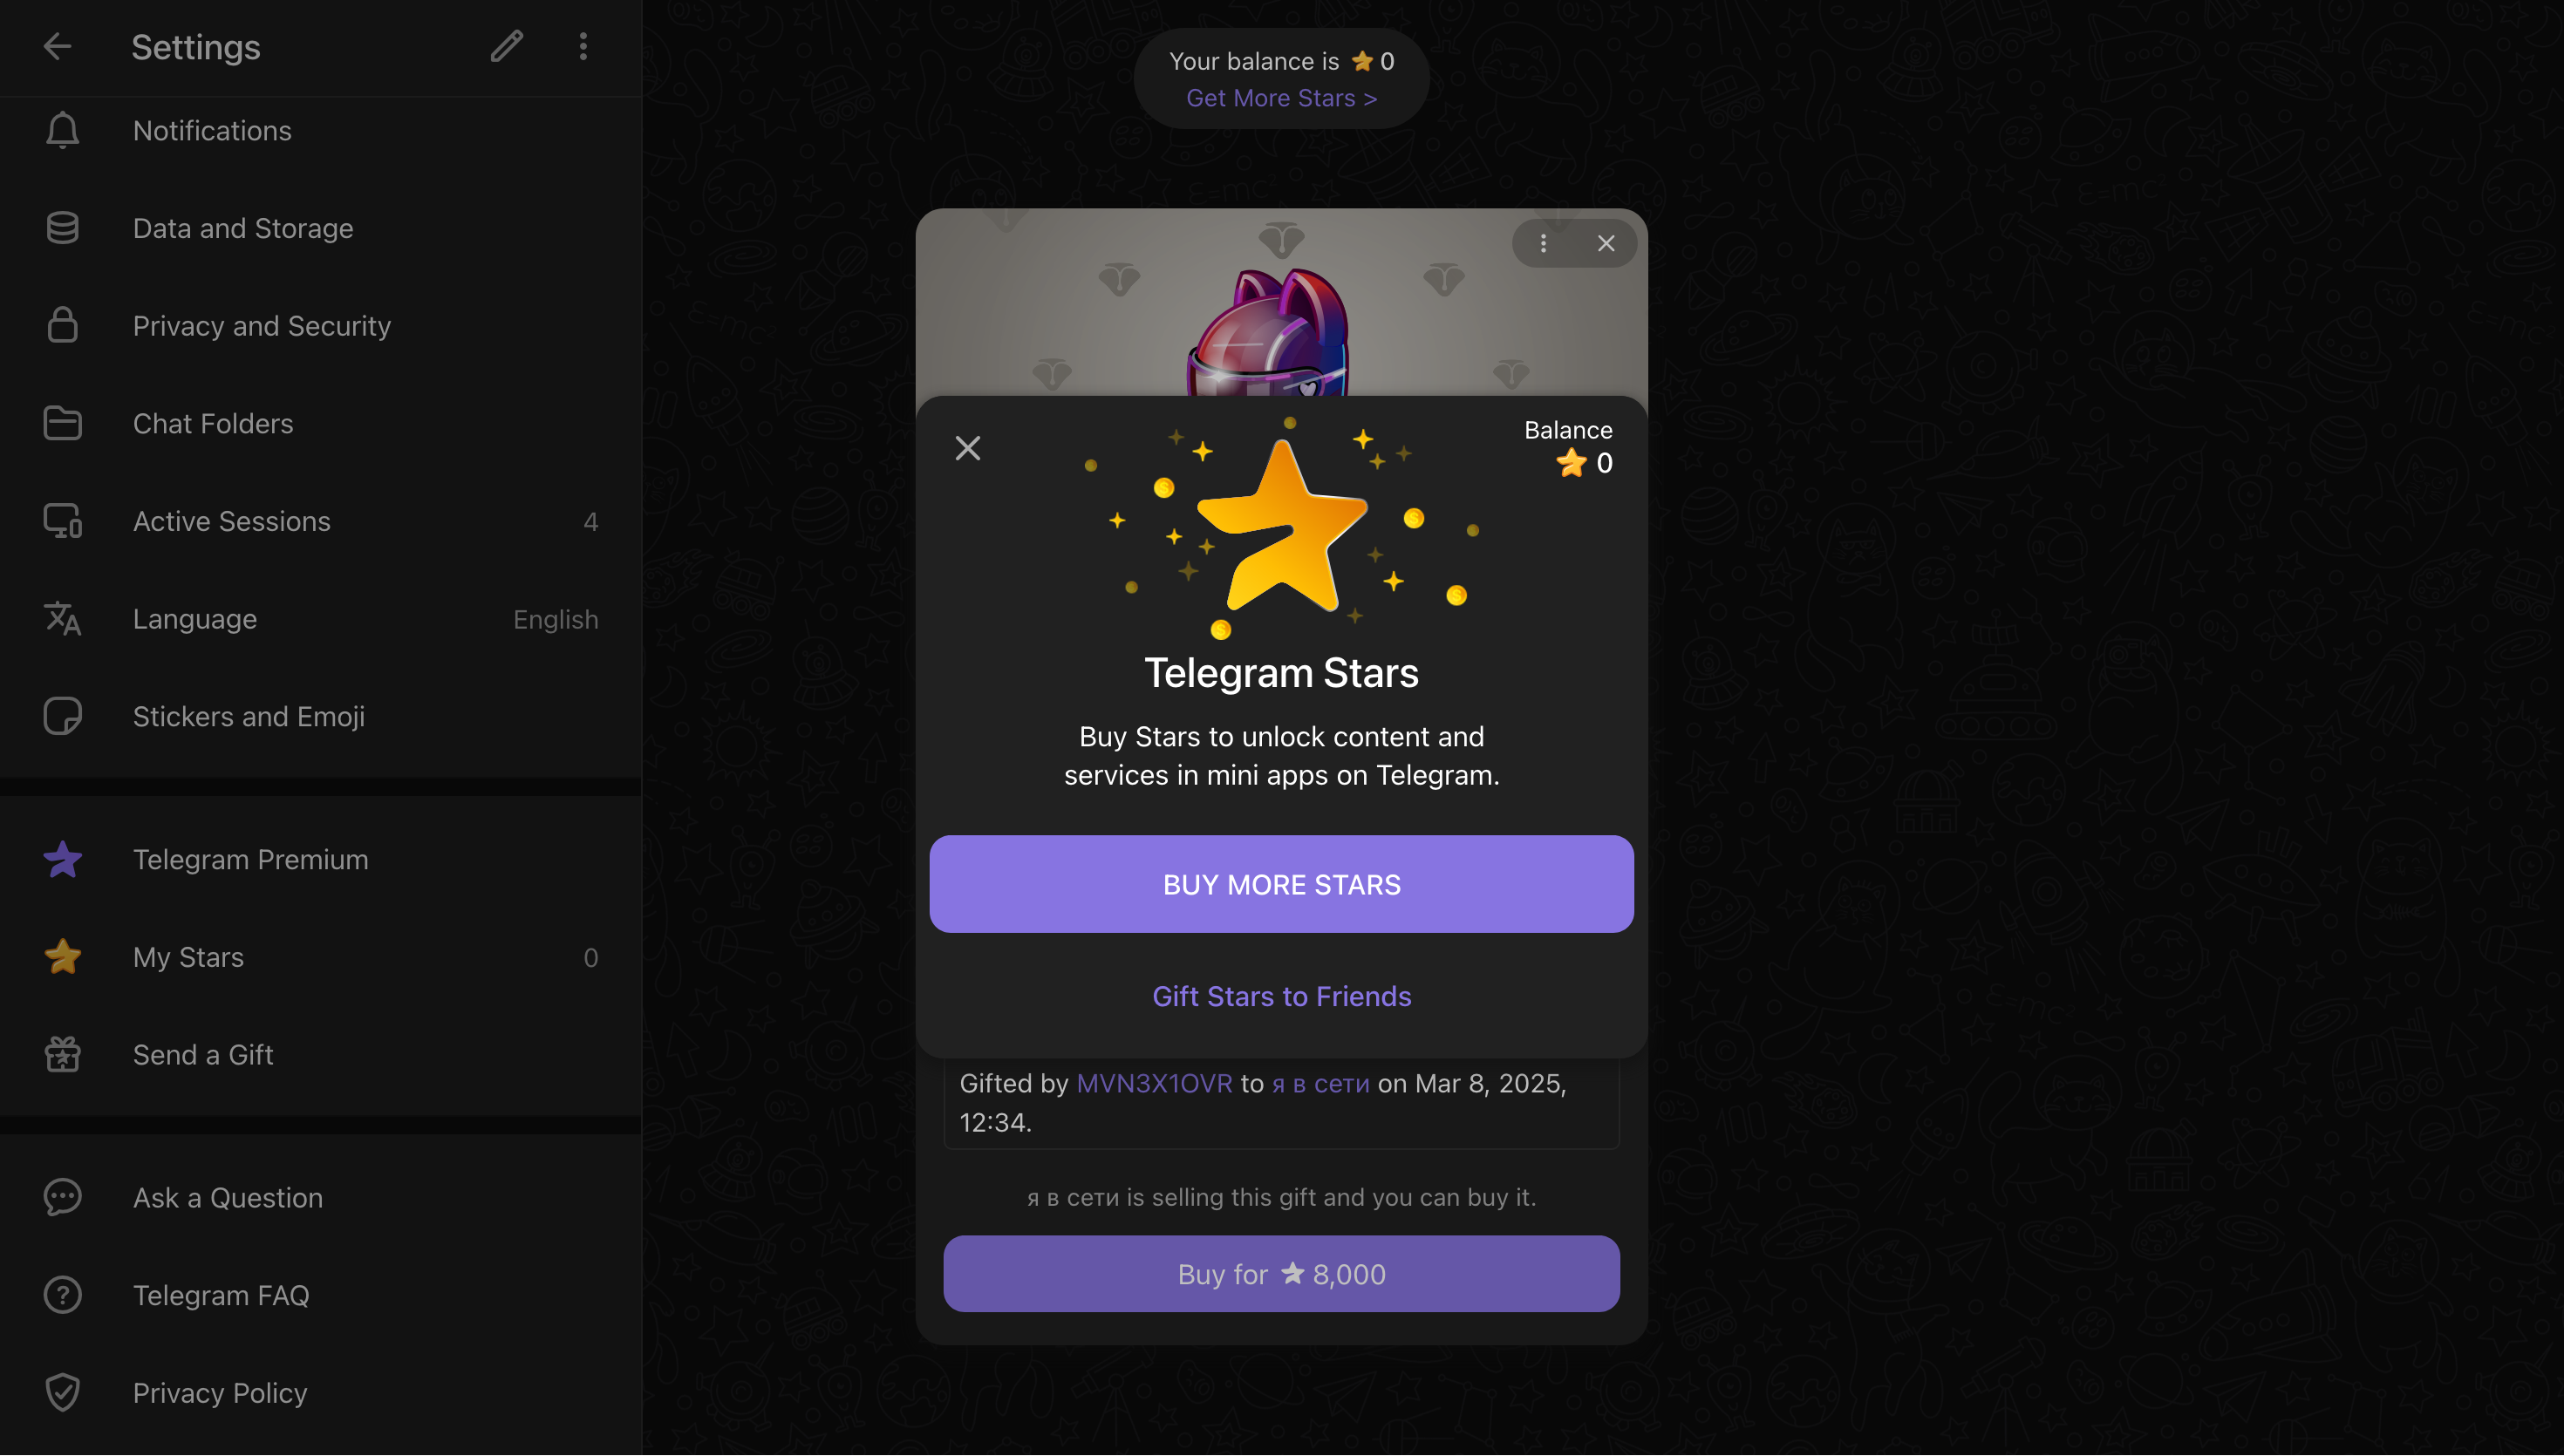 Settings
Notifications
Data and Storage
Privacy and Security
Chat Folders
Active Sessions 4
Language English
Stickers and Emoji
Telegram Premium
My Stars 0
Send a Gift
Ask a Question
Telegram FAQ
Privacy Policy
Your balance is 0
Get More Stars >
Balance
0
Telegram Stars
Buy Stars to unlock content and
services in mini apps on Telegram.
BUY MORE STARS
Gift Stars to Friends
Gifted by MVN3X1OVR to я в сети on Mar 8, 2025,
12:34.
я в сети is selling this gift and you can buy it.
Buy for 8,000